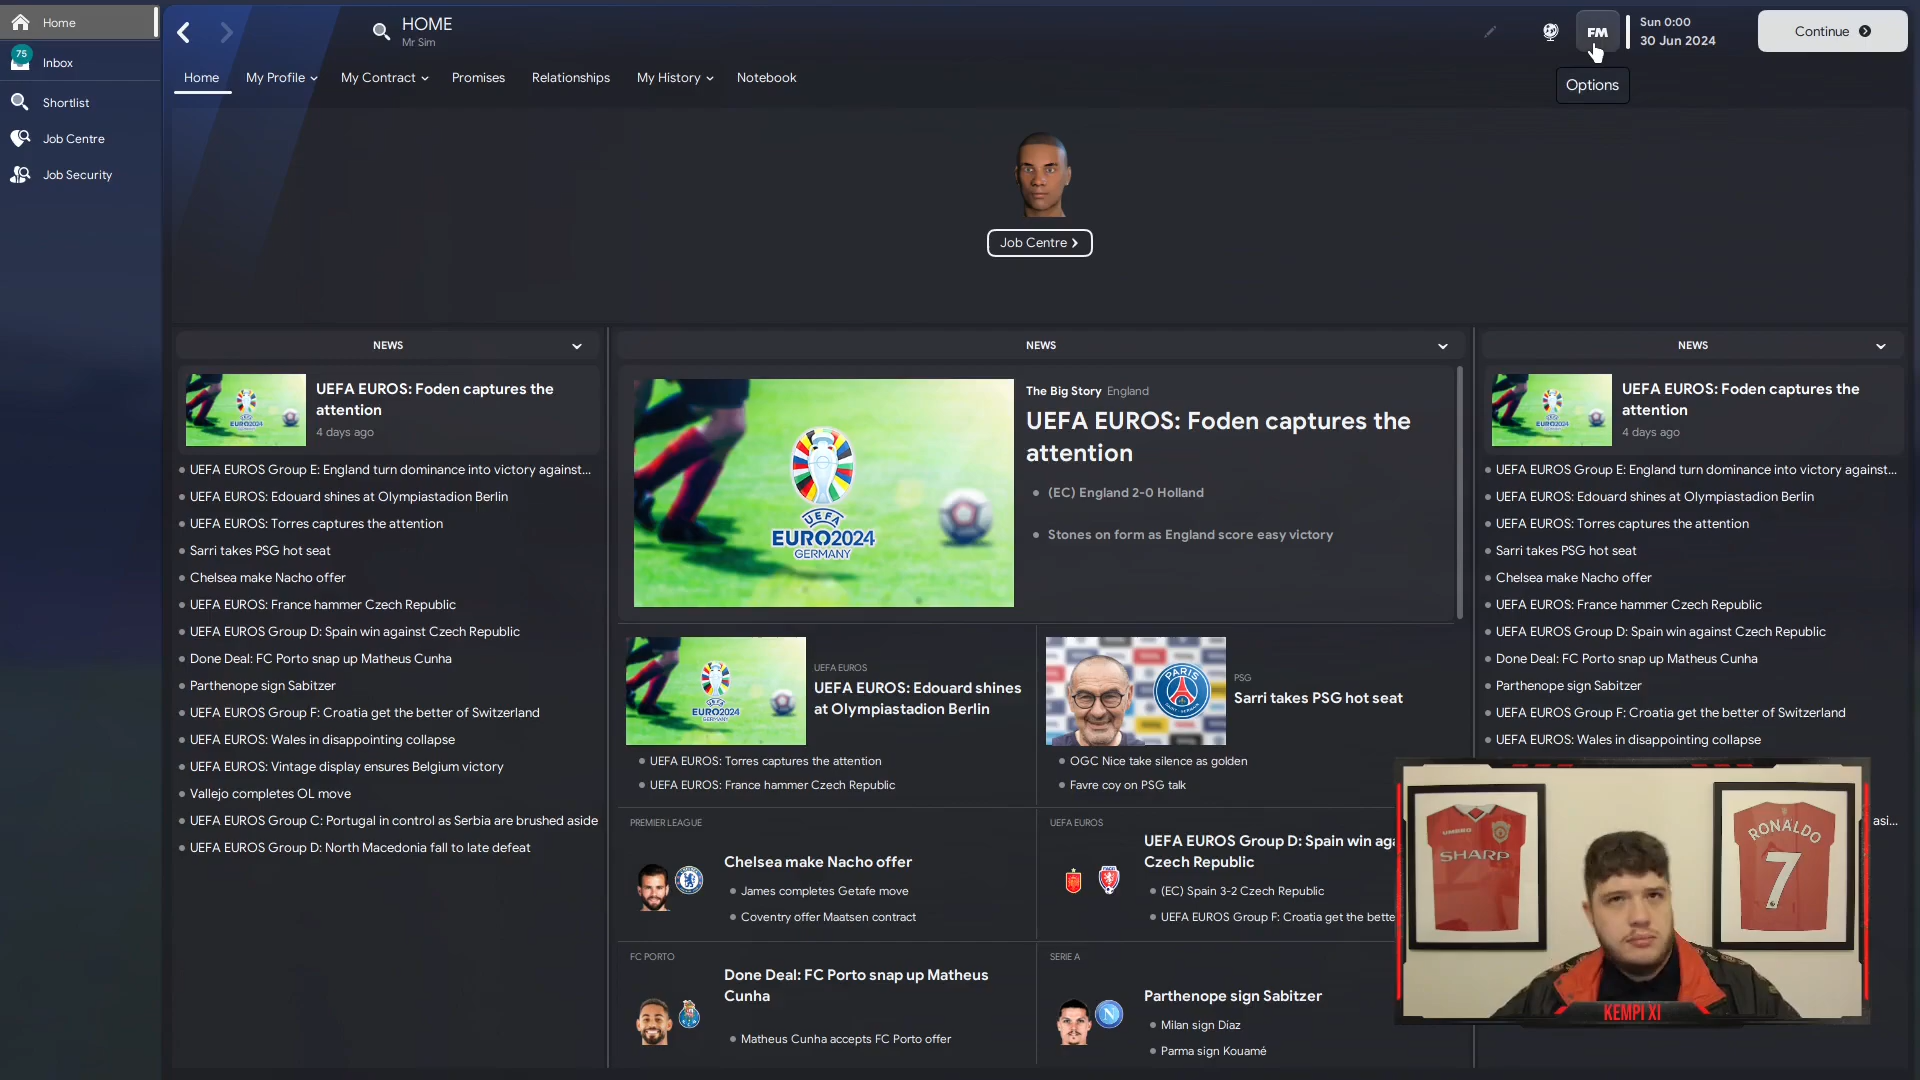 Home
75
Inbox
Shortlist
Job Centre
Job Security
HOME
Mr Sim
FM
Sun 0:00
30 Jun 2024
Continue
Options
Home
My Profile
My Contract
Promises
Relationships
My History
Notebook
Job Centre
NEWS
UEFA EUROS: Foden captures the
attention
4 days ago
UEFA EUROS Group E: England turn dominance into victory against...
UEFA EUROS: Edouard shines at Olympiastadion Berlin
UEFA EUROS: Torres captures the attention
Sarri takes PSG hot seat
Chelsea make Nacho offer
UEFA EUROS: France hammer Czech Republic
UEFA EUROS Group D: Spain win against Czech Republic
Done Deal: FC Porto snap up Matheus Cunha
Parthenope sign Sabitzer
UEFA EUROS Group F: Croatia get the better of Switzerland
UEFA EUROS: Wales in disappointing collapse
UEFA EUROS: Vintage display ensures Belgium victory
Vallejo completes OL move
UEFA EUROS Group C: Portugal in control as Serbia are brushed aside
UEFA EUROS Group D: North Macedonia fall to late defeat
NEWS
UEFA
EURO2024
GERMANY
The Big Story England
UEFA EUROS: Foden captures the
attention
(EC) England 2-0 Holland
Stones on form as England score easy victory
EURO2024
UEFA EUROS
UEFA EUROS: Edouard shines
at Olympiastadion Berlin
UEFA EUROS: Torres captures the attention
UEFA EUROS: France hammer Czech Republic
PARIS
PSG
Sarri takes PSG hot seat
OGC Nice take silence as golden
Favre coy on PSG talk
PREMIER LEAGUE
Chelsea make Nacho offer
James completes Getafe move
Coventry offer Maatsen contract
UEFA EUROS
UEFA EUROS Group D: Spain win aga
Czech Republic
(EC) Spain 3-2 Czech Republic
UEFA EUROS Group F: Croatia get the bette
FC PORTO
Done Deal: FC Porto snap up Matheus
Cunha
Matheus Cunha accepts FC Porto offer
SERIE A
Parthenope sign Sabitzer
Milan sign Díaz
Parma sign Kouamé
NEWS
EURO2024
UEFA EUROS: Foden captures the
attention
4 days ago
UEFA EUROS Group E: England turn dominance into victory against...
UEFA EUROS: Edouard shines at Olympiastadion Berlin
UEFA EUROS: Torres captures the attention
Sarri takes PSG hot seat
Chelsea make Nacho offer
UEFA EUROS: France hammer Czech Republic
UEFA EUROS Group D: Spain win against Czech Republic
Done Deal: FC Porto snap up Matheus Cunha
Parthenope sign Sabitzer
UEFA EUROS Group F: Croatia get the better of Switzerland
UEFA EUROS: Wales in disappointing collapse
asi...
UMBRO
SHARP
RONALDO
7
KEMPI XI